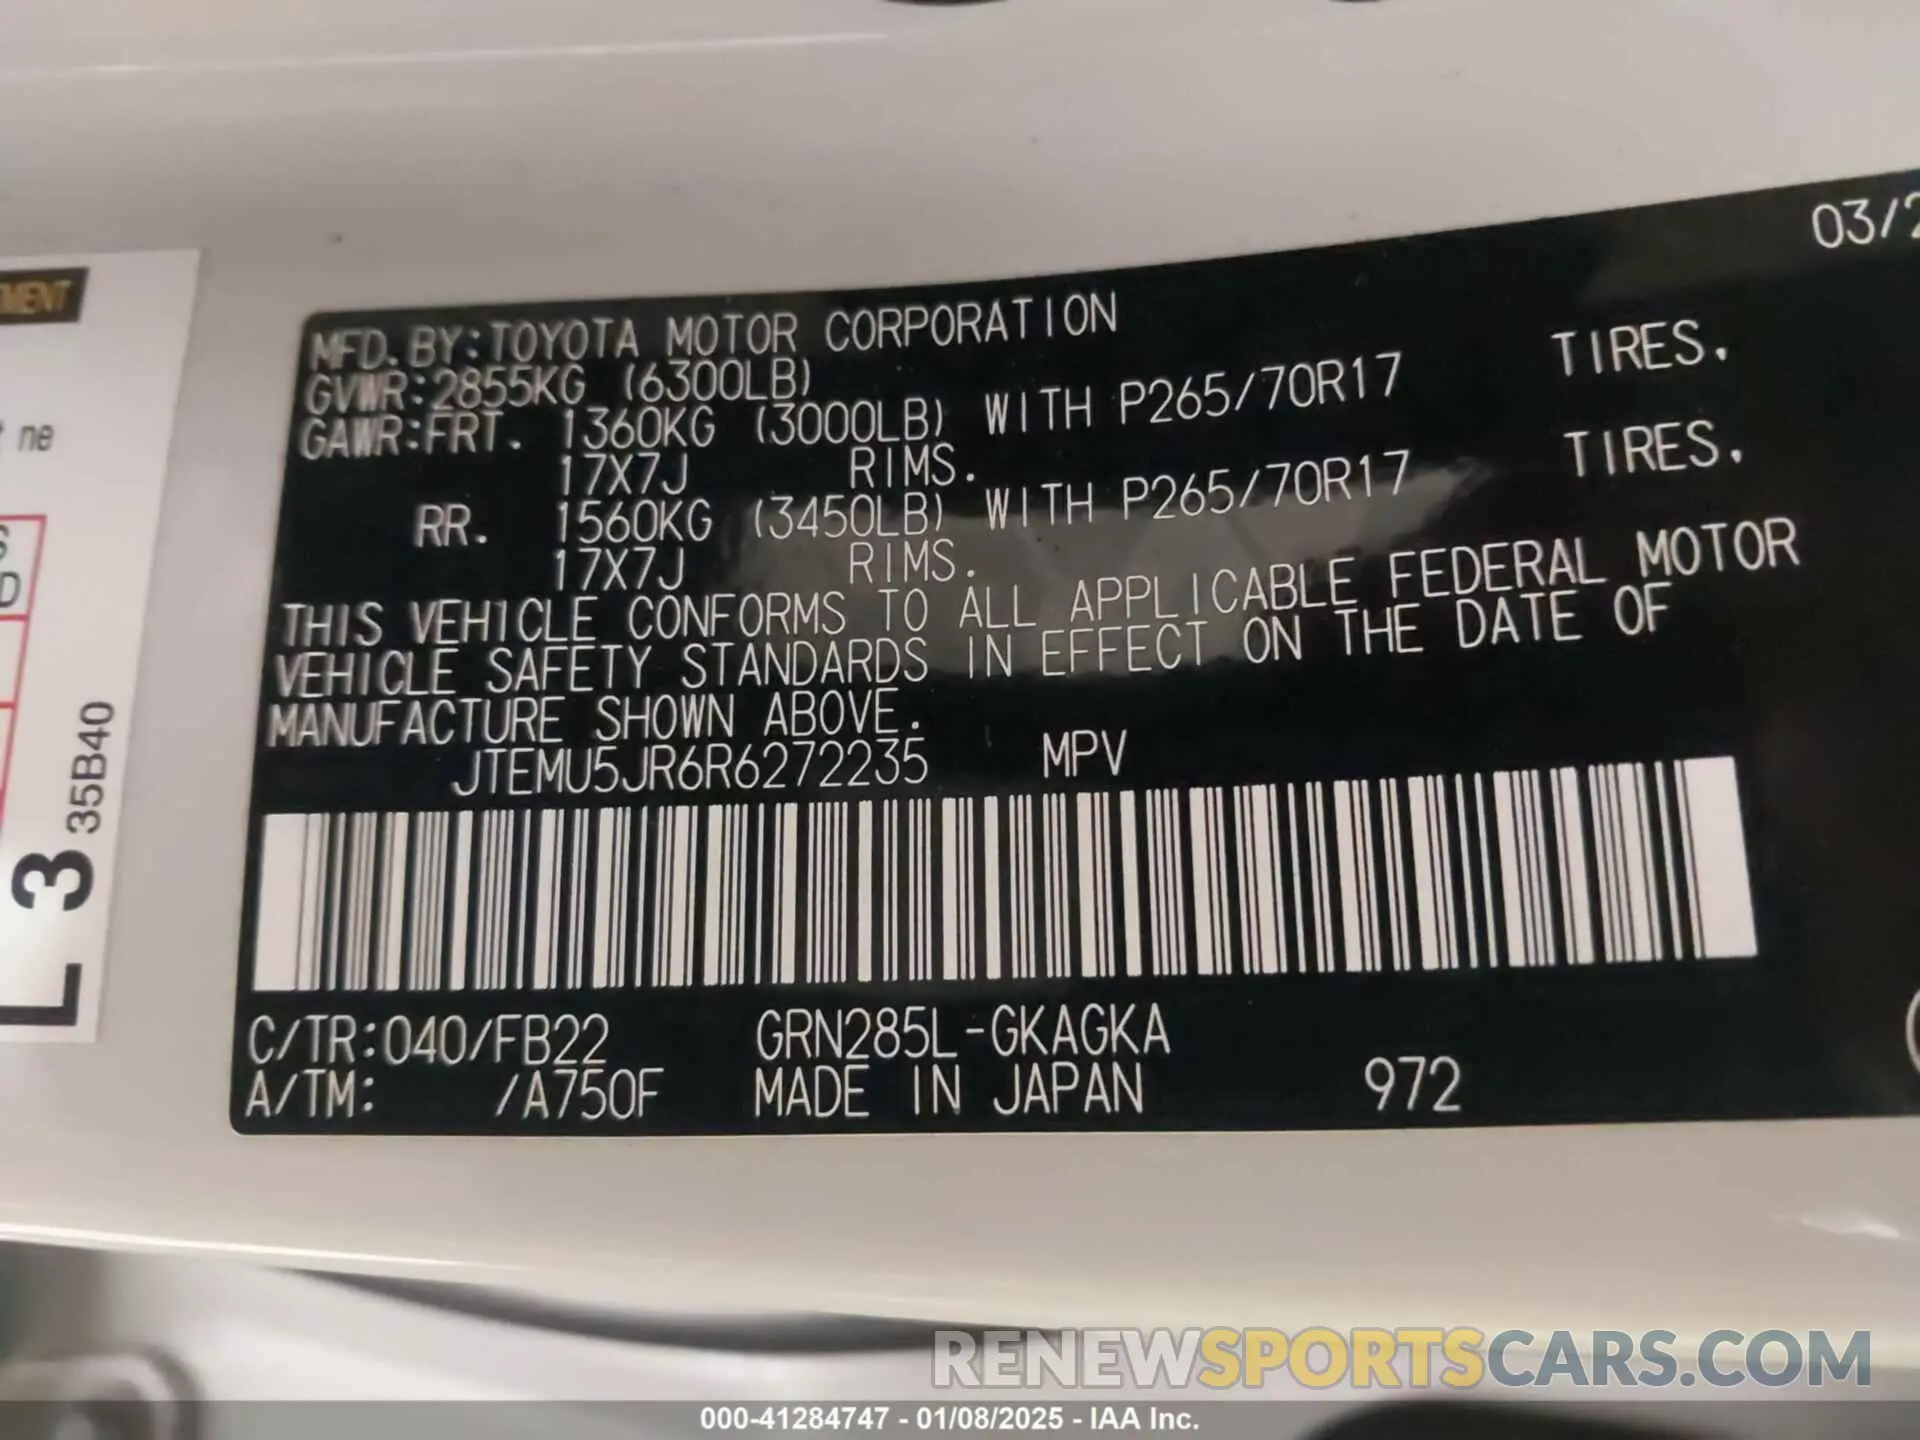 03/2
MFD. BY: TOYOTA MOTOR CORPORATION
GVWR: 2855KG (6300LB)
GAWR: FRT. 1360KG (3000LB) WITH P265/70R17 TIRES.
17X7J RIMS.
RR. 1560KG (3450LB) WITH P265/70R17 TIRES.
17X7J RIMS.
THIS VEHICLE CONFORMS TO ALL APPLICABLE FEDERAL MOTOR
VEHICLE SAFETY STANDARDS IN EFFECT ON THE DATE OF
MANUFACTURE SHOWN ABOVE.
JTEMU5JR6R6272235 MPV
C/TR: 040/FB22 GRN285L-GKAGKA
A/TM: /A750F MADE IN JAPAN 972
ne
D
35B40
L 3
RENEWSPORTSCARS.COM
000-41284747 - 01/08/2025 - IAA Inc.